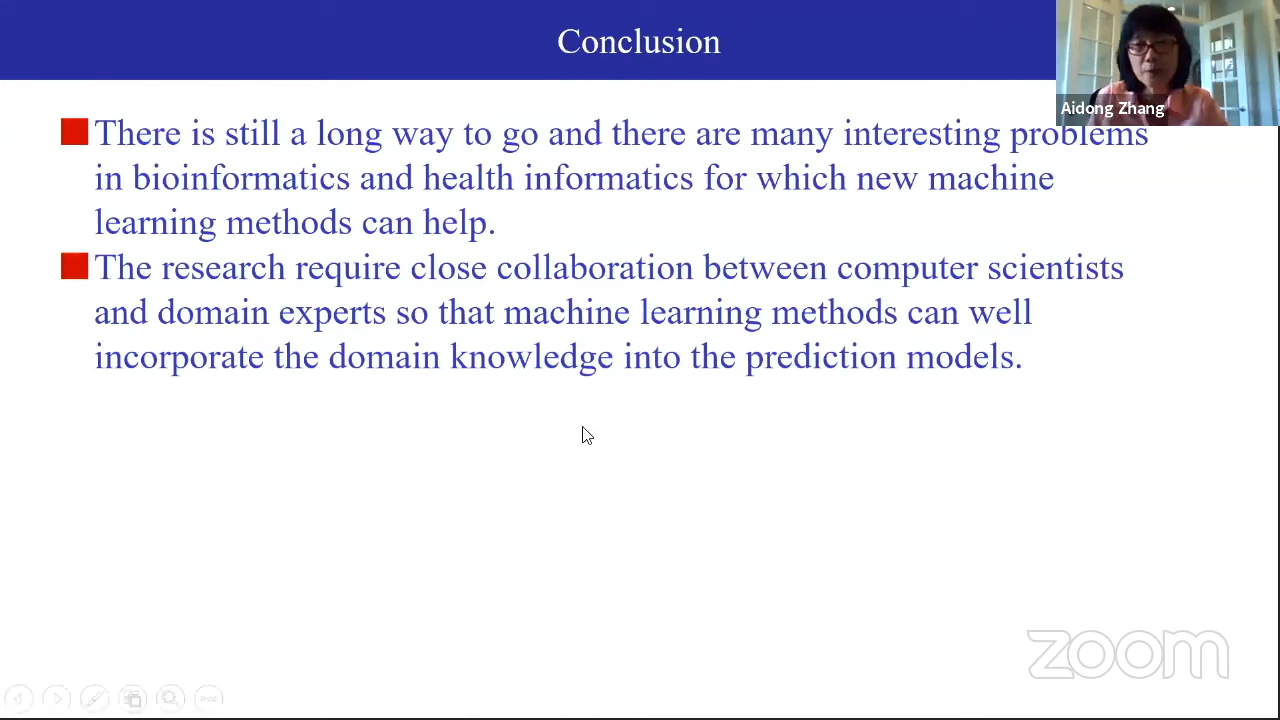 Conclusion
Aidong Zhang
There is still a long way to go and there are many interesting problems
in bioinformatics and health informatics for which new machine
learning methods can help.
The research require close collaboration between computer scientists
and domain experts so that machine learning methods can well
incorporate the domain knowledge into the prediction models.
zoom